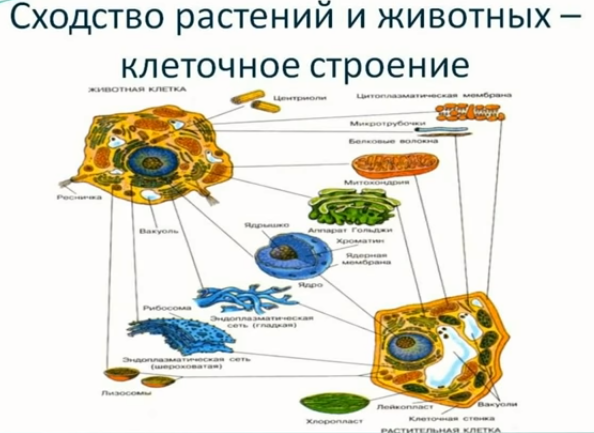 Сходство растений и животных –
клеточное строение
ЖИВОТНАЯ КЛЕТКА
Центриоли
Цитоплазматическая мембрана
Микротрубочки
Белковые волокна
Митохондрия
Ресничка
Вакуоль
Аппарат Гольджи
Ядрышко
Хроматин
Ядерная
мембрана
Ядро
Рибосома
Эндоплазматическая
сеть (гладкая)
Эндоплазматическая сеть
(шероховатая)
Лизосомы
Хлоропласт
Лейкопласт
Вакуоли
Клеточная стенка
РАСТИТЕЛЬНАЯ КЛЕТКА